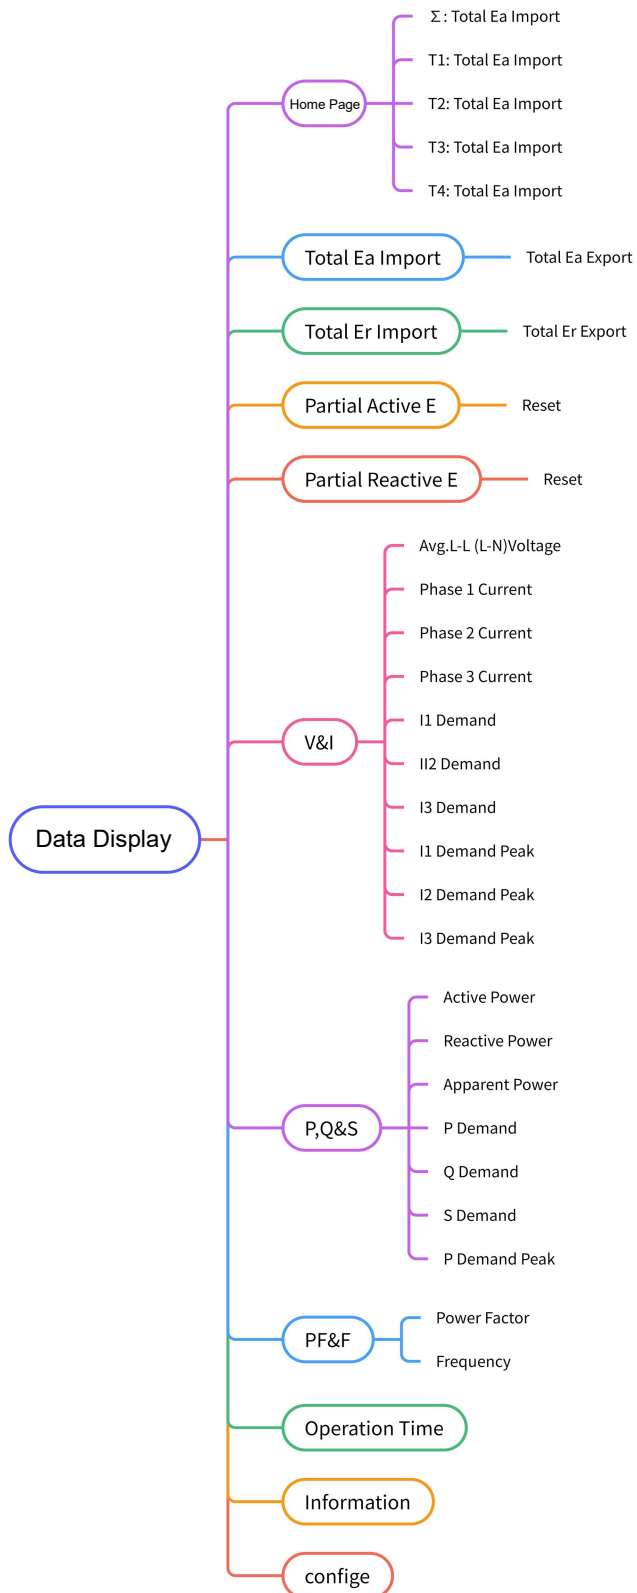 Data Display
Home Page
Σ: Total Ea Import
T1: Total Ea Import
T2: Total Ea Import
T3: Total Ea Import
T4: Total Ea Import
Total Ea Import
Total Ea Export
Total Er Import
Total Er Export
Partial Active E
Reset
Partial Reactive E
Reset
V&I
Avg.L-L (L-N)Voltage
Phase 1 Current
Phase 2 Current
Phase 3 Current
I1 Demand
II2 Demand
I3 Demand
I1 Demand Peak
I2 Demand Peak
I3 Demand Peak
P,Q&S
Active Power
Reactive Power
Apparent Power
P Demand
Q Demand
S Demand
P Demand Peak
PF&F
Power Factor
Frequency
Operation Time
Information
confige